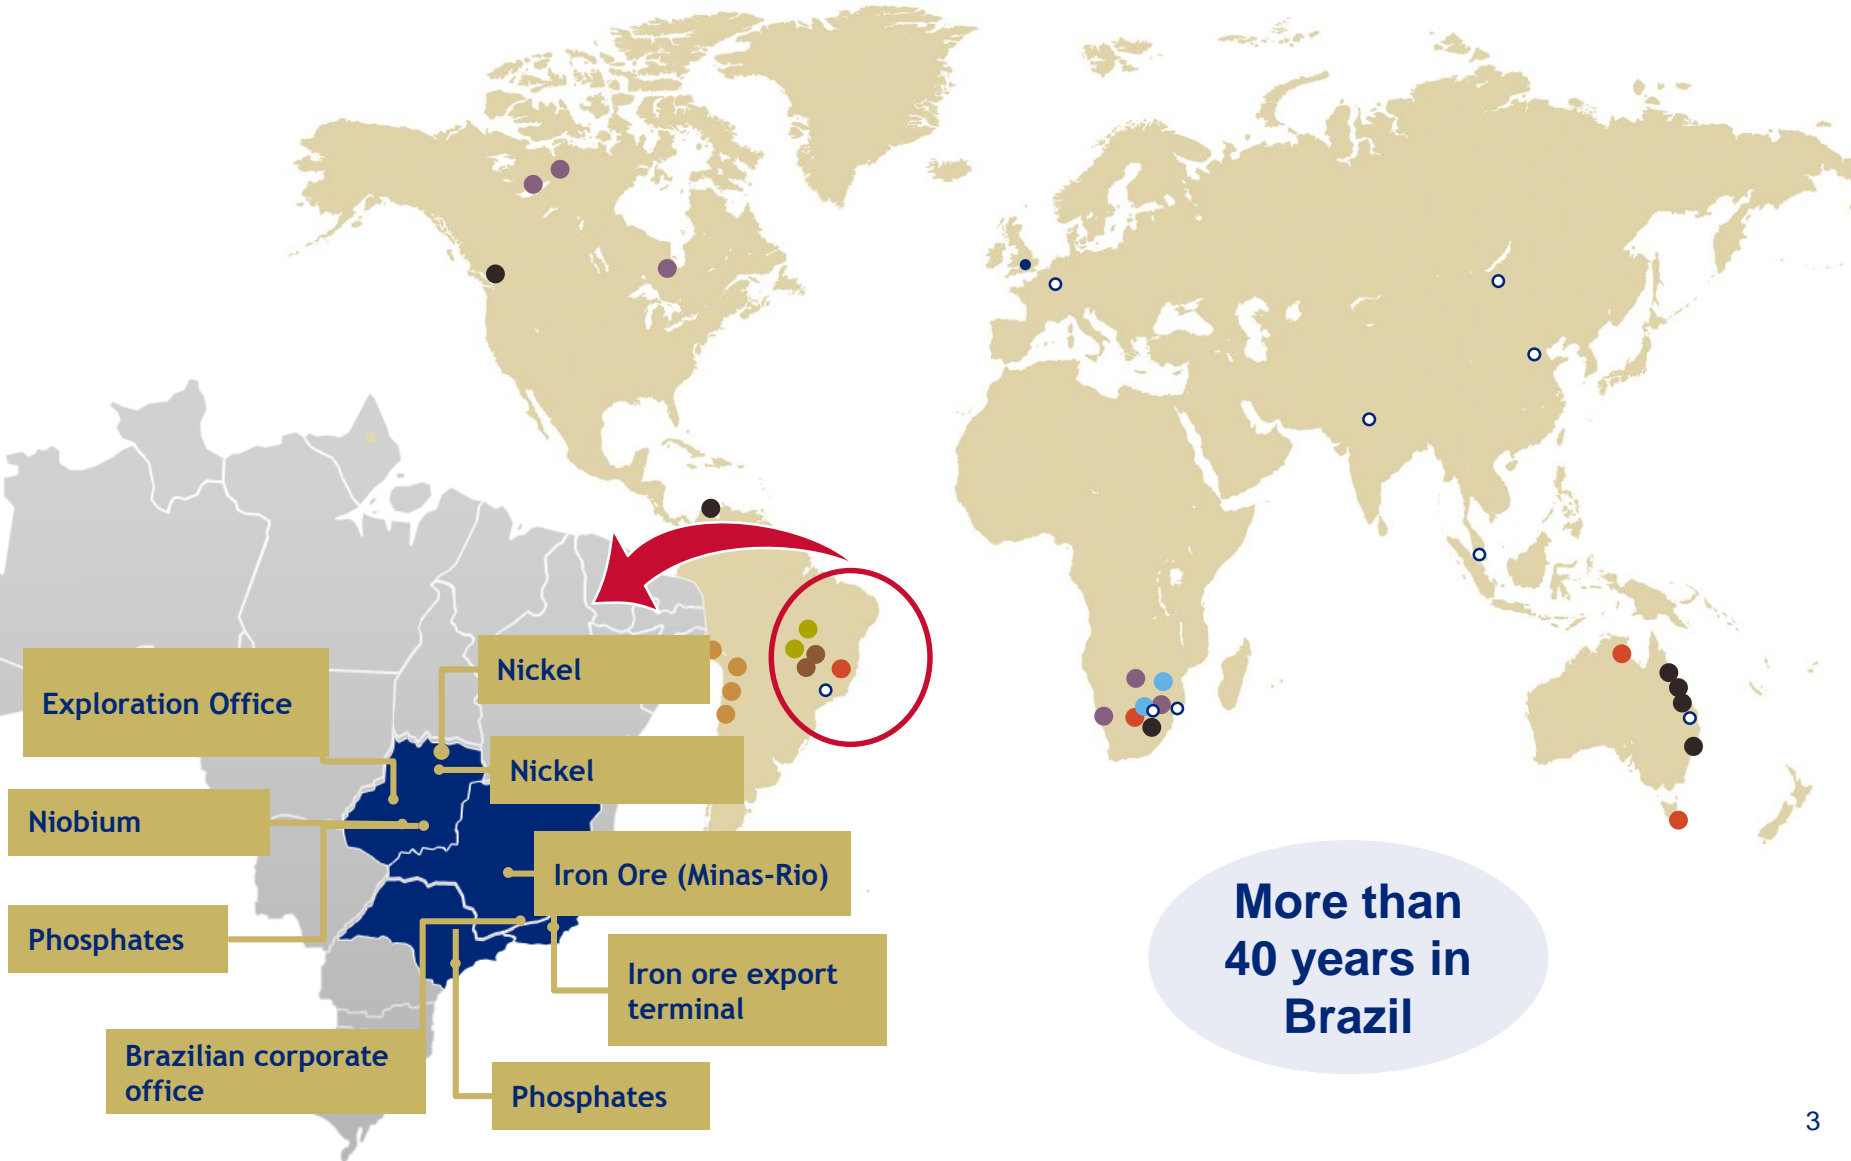 Nickel
Exploration Office
Nickel
Niobium
Iron Ore (Minas-Rio)
Phosphates
Iron ore export
terminal
Brazilian corporate
office
Phosphates
More than
40 years in
Brazil
3